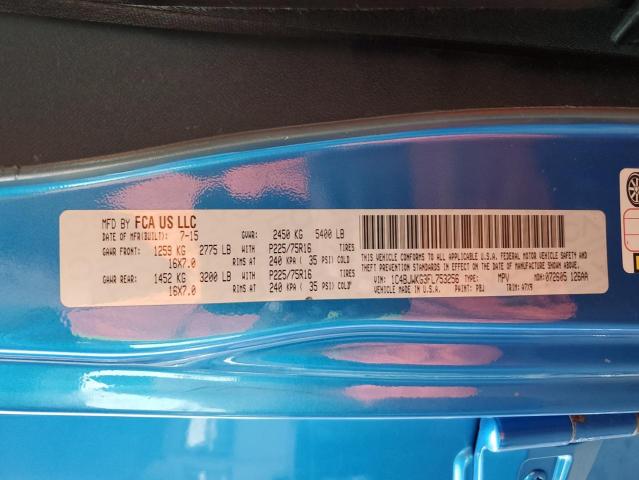 MFD BY FCA US LLC
DATE OF MFR(BUILT): 7-15 GVWR: 2450 KG 5400 LB
GAWR FRONT: 1259 KG 2775 LB WITH P225/75R16 TIRES
16X7.0 RIMS AT 240 KPA( 35 PSI) COLD
GAWR REAR: 1452 KG 3200 LB WITH P225/75R16 TIRES
16X7.0 RIMS AT 240 KPA( 35 PSI) COLD
THIS VEHICLE CONFORMS TO ALL APPLICABLE U.S.A. FEDERAL MOTOR VEHICLE SAFETY AND
THEFT PREVENTION STANDARDS IN EFFECT ON THE DATE OF MANUFACTURE SHOWN ABOVE.
VIN: 1C4BJWKG3FL753256 TYPE: MPV MDH: 072605 126AA
VEHICLE MADE IN U.S.A. PAINT: PBJ TRIM: A7X9